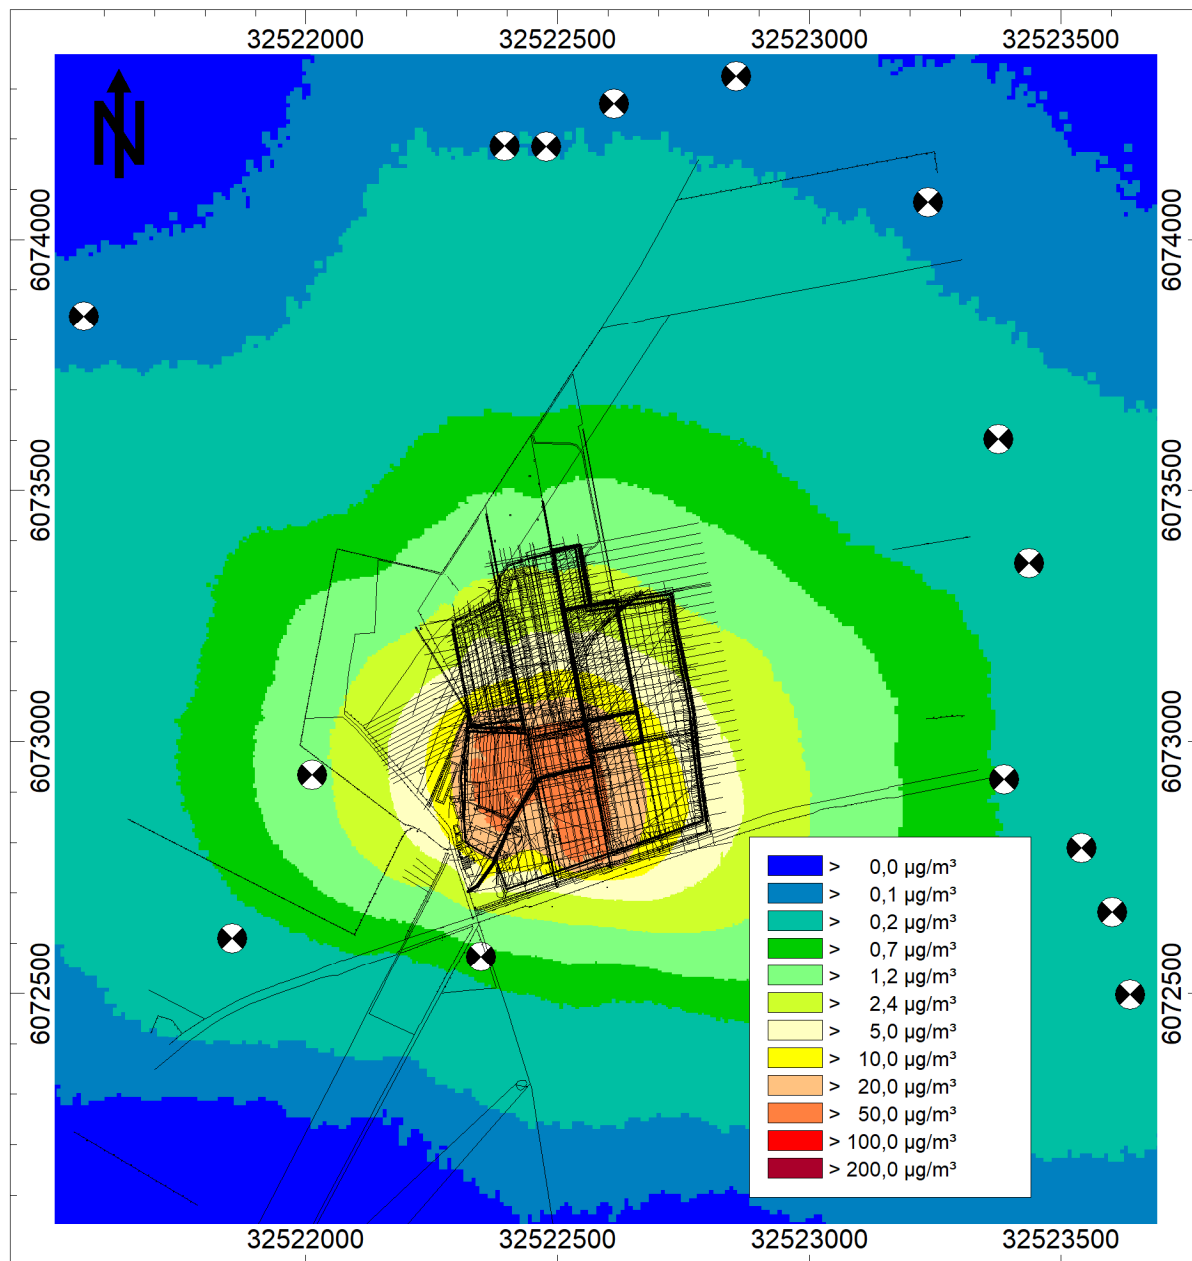 32522000 32522500 32523000 32523500
N
6074000 6074000
6073500 6073500
6073000 6073000
6072500 6072500
> 0,0 µg/m³
> 0,1 µg/m³
> 0,2 µg/m³
> 0,7 µg/m³
> 1,2 µg/m³
> 2,4 µg/m³
> 5,0 µg/m³
> 10,0 µg/m³
> 20,0 µg/m³
> 50,0 µg/m³
> 100,0 µg/m³
> 200,0 µg/m³
32522000 32522500 32523000 32523500